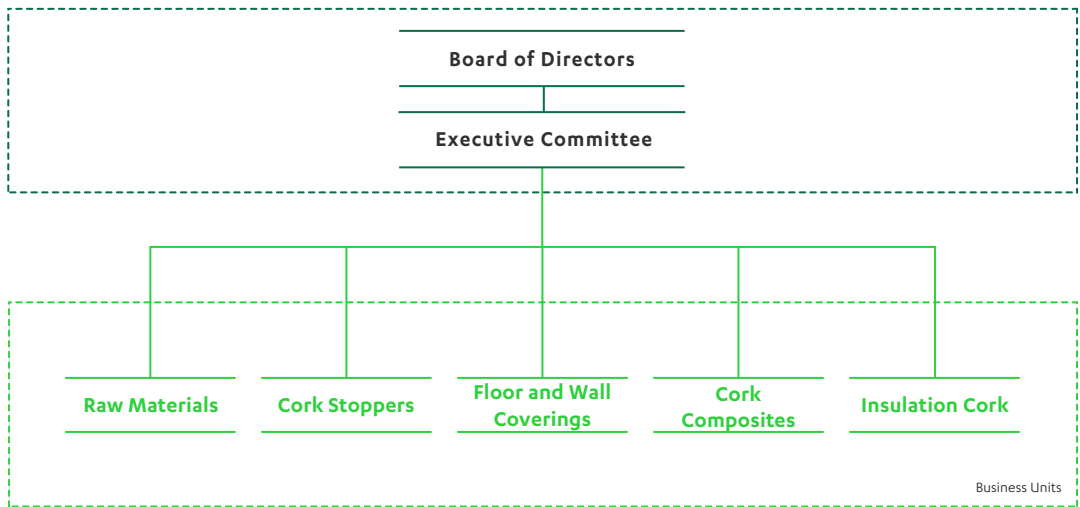 Board of Directors
Executive Committee
Raw Materials
Cork Stoppers
Floor and Wall
Coverings
Cork
Composites
Insulation Cork
Business Units